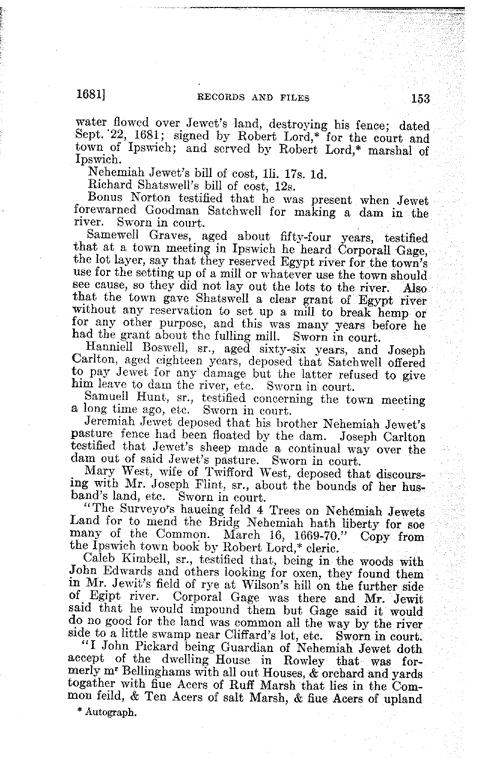 1681] RECORDS AND FILES 153
water flowed over Jewet's land, destroying his fence; dated
Sept. 22, 1681; signed by Robert Lord,* for the court and
town of Ipswich; and served by Robert Lord,* marshal of
Ipswich.
Nehemiah Jewet's bill of cost, 1li. 17s. 1d.
Richard Shatswell's bill of cost, 12s.
Bonus Norton testified that he was present when Jewet
forewarned Goodman Satchwell for making a dam in the
river. Sworn in court.
Samewell Graves, aged about fifty-four years, testified
that at a town meeting in Ipswich he heard Corporall Gage,
the lot layer, say that they reserved Egypt river for the town's
use for the setting up of a mill or whatever use the town should
see cause, so they did not lay out the lots to the river. Also
that the town gave Shatswell a clear grant of Egypt river
without any reservation to set up a mill to break hemp or
for any other purpose, and this was many years before he
had the grant about the fulling mill. Sworn in court.
Hanniell Boswell, sr., aged sixty-six years, and Joseph
Carlton, aged eighteen years, deposed that Satchwell offered
to pay Jewet for any damage but the latter refused to give
him leave to dam the river, etc. Sworn in court.
Samuell Hunt, sr., testified concerning the town meeting
a long time ago, etc. Sworn in court.
Jeremiah Jewet deposed that his brother Nehemiah Jewet's
pasture fence had been floated by the dam. Joseph Carlton
testified that Jewet's sheep made a continual way over the
dam out of said Jewet's pasture. Sworn in court.
Mary West, wife of Twifford West, deposed that discours-
ing with Mr. Joseph Flint, sr., about the bounds of her hus-
band's land, etc. Sworn in court.
"The Surveyo'rs haueing feld 4 Trees on Nehemiah Jewets
Land for to mend the Bridg Nehemiah hath liberty for soe
many of the Common. March 16, 1669-70." Copy from
the Ipswich town book by Robert Lord,* cleric.
Caleb Kimbell, sr., testified that, being in the woods with
John Edwards and others looking for oxen, they found them
in Mr. Jewit's field of rye at Wilson's hill on the further side
of Egipt river. Corporal Gage was there and Mr. Jewit
said that he would impound them but Gage said it would
do no good for the land was common all the way by the river
side to a little swamp near Cliffard's lot, etc. Sworn in court.
"I John Pickard being Guardian of Nehemiah Jewet doth
accept of the dwelling House in Rowley that was for-
merly mr Bellinghams with all out Houses, & orchard and yards
togather with fiue Acers of Ruff Marsh that lies in the Com-
mon feild, & Ten Acers of salt Marsh, & fiue Acers of upland
* Autograph.